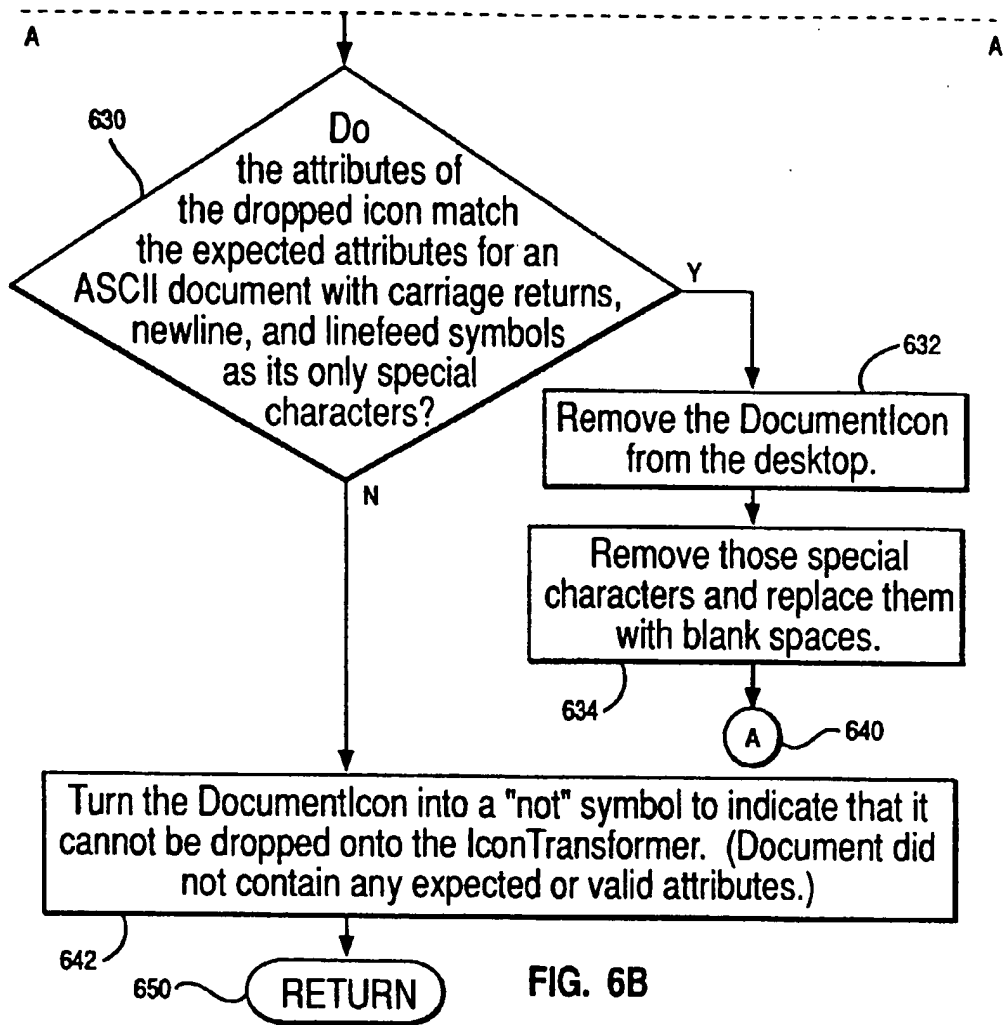 A
A
630
Do
the attributes of
the dropped icon match
the expected attributes for an
ASCII document with carriage returns,
newline, and linefeed symbols
as its only special
characters?
Y
N
632
Remove the DocumentIcon
from the desktop.
Remove those special
characters and replace them
with blank spaces.
634
A
640
Turn the DocumentIcon into a "not" symbol to indicate that it
cannot be dropped onto the IconTransformer. (Document did
not contain any expected or valid attributes.)
642
650
RETURN
FIG. 6B